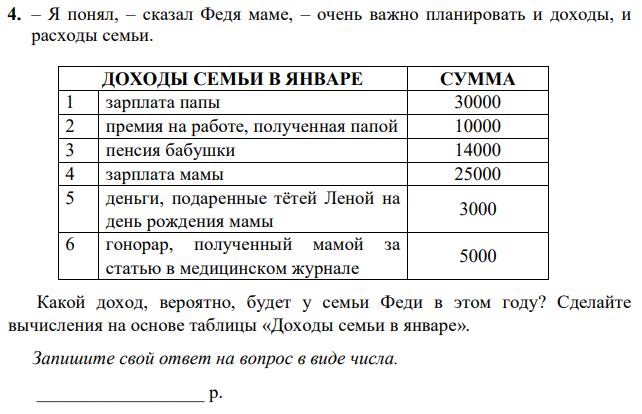 4. – Я понял, – сказал Федя маме, – очень важно планировать и доходы, и
расходы семьи.
ДОХОДЫ СЕМЬИ В ЯНВАРЕ СУММА
1 зарплата папы 30000
2 премия на работе, полученная папой 10000
3 пенсия бабушки 14000
4 зарплата мамы 25000
5 деньги, подаренные тётей Леной на
день рождения мамы 3000
6 гонорар, полученный мамой за
статью в медицинском журнале 5000
Какой доход, вероятно, будет у семьи Феди в этом году? Сделайте
вычисления на основе таблицы «Доходы семьи в январе».
Запишите свой ответ на вопрос в виде числа.
__________________ р.